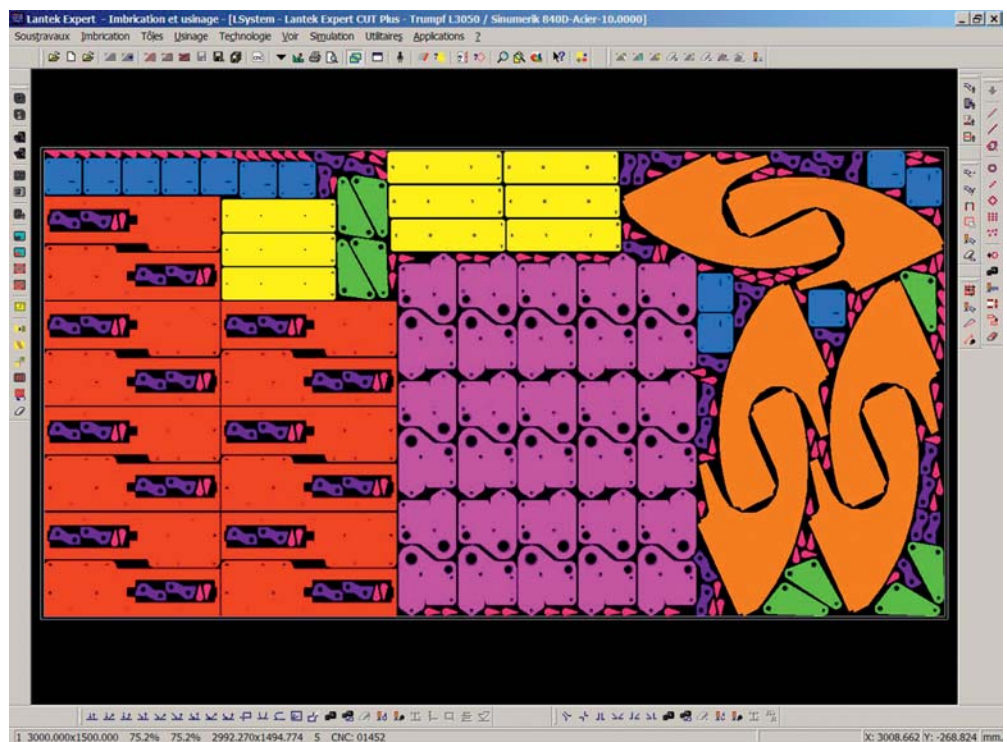 Lantek Expert - Imbrication et usinage - [LSystem - Lantek Expert CUT Plus - Trumpf L3050 / Sinumerik 840D-Acier-10.0000]
Soustravaux Imbrication Tôles Usinage Technologie Voir Simulation Utilitaires Applications ?
1 3000.000x1500.000 75.2% 75.2% 2992.270x1494.774 5 CNC: 01452 X: 3008.662 Y: -268.824 mm.